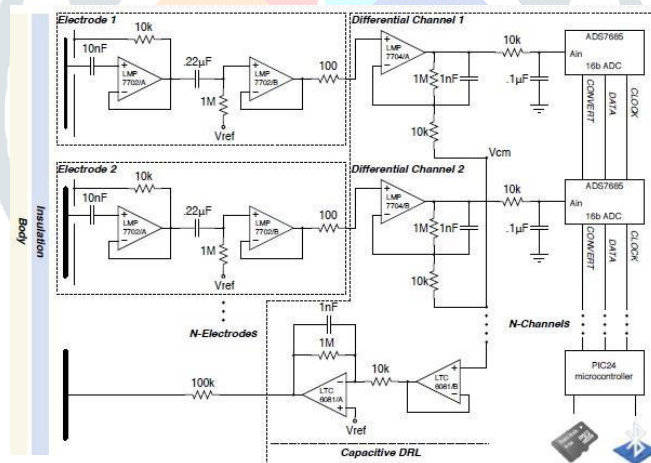 Electrode 1
10k
10nF
LMP
7702/A
.22µF
1M
Vref
LMP
7702/B
100
Differential Channel 1
LMP
7704/A
1M
1nF
10k
10k
.1µF
ADS7685
Ain
16b ADC
CONVERT
DATA
CLOCK
Vcm
Electrode 2
10k
10nF
LMP
7702/A
.22µF
1M
Vref
LMP
7702/B
100
Differential Channel 2
LMP
7704/B
1M
1nF
10k
10k
.1µF
ADS7685
Ain
16b ADC
CONVERT
DATA
CLOCK
Body
Insulation
N-Electrodes
N-Channels
1nF
1M
100k
LTC
6081/A
Vref
10k
LTC
6081/B
Capacitive DRL
PIC24
microcontroller